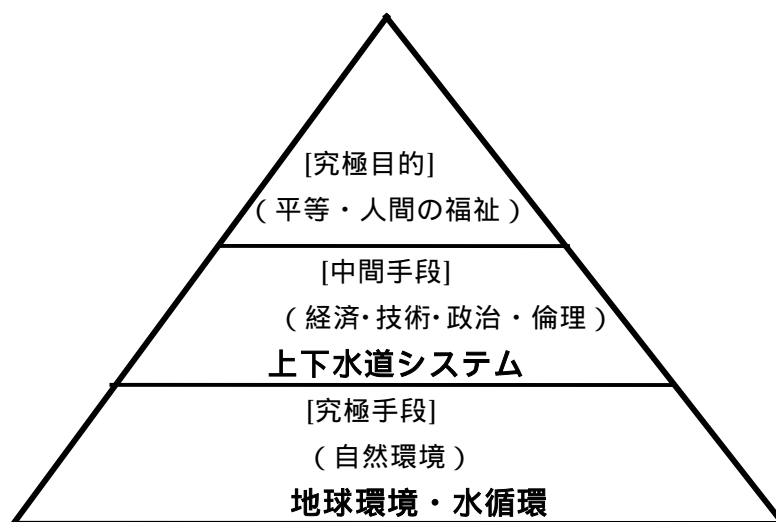 [究極目的]
（平等・人間の福祉）
[中間手段]
（経済･技術･政治・倫理）
上下水道システム
[究極手段]
（自然環境）
地球環境・水循環